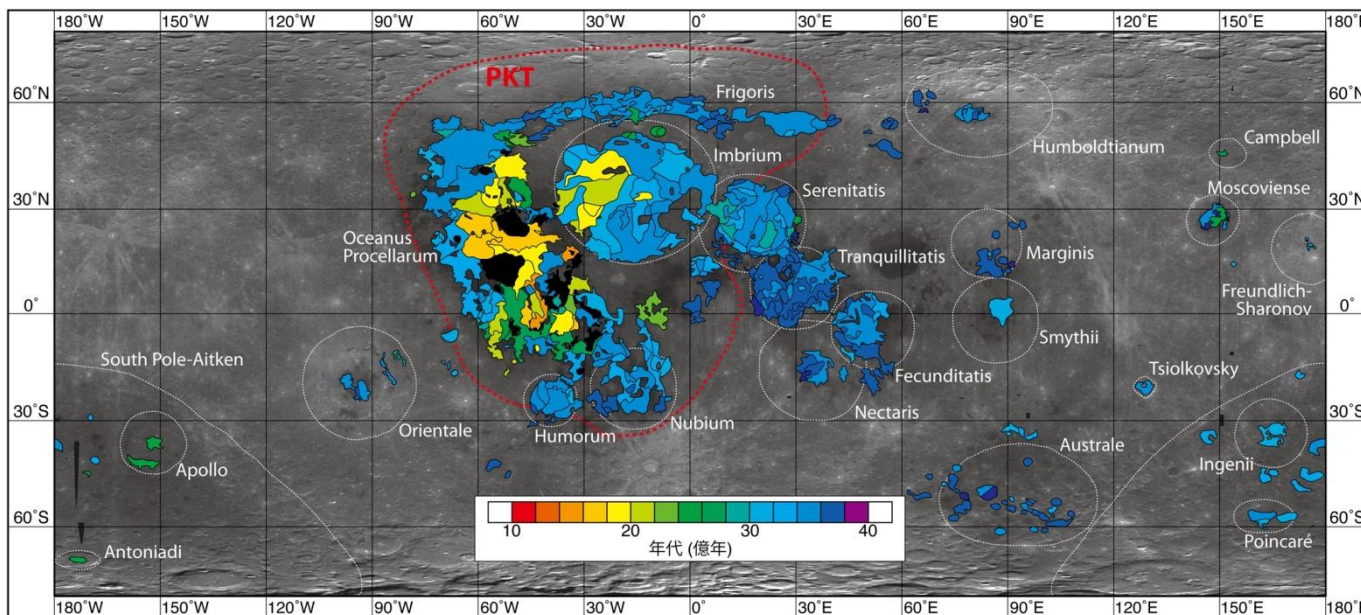 180°W 150°W 120°W 90°W 60°W 30°W 0° 30°E 60°E 90°E 120°E 150°E 180°E
PKT
60°N 60°N
Frigoris
Humboldtianum
Campbell
Imbrium
Moscoviense
30°N 30°N
Serenitatis
Oceanus
Procellarum
Tranquillitatis
Marginis
Freundlich-
Sharonov
0° 0°
Smythii
South Pole-Aitken
Tsiolkovsky
Fecunditatis
Nectaris
30°S 30°S
Orientale
Humorum
Nubium
Australe
Apollo
Ingenii
60°S 60°S
10 20 30 40
年代 (億年)
Antoniadi
Poincaré
180°W 150°W 120°W 90°W 60°W 30°W 0° 30°E 60°E 90°E 120°E 150°E 180°E